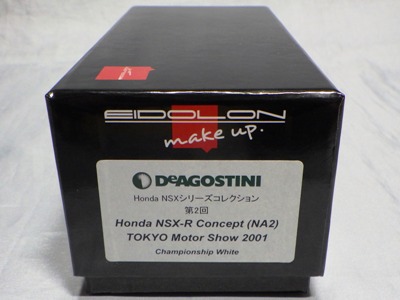 EIDOLON
make up.
DeAGOSTINI
Honda NSXシリーズコレクション
第2回
Honda NSX-R Concept (NA2)
TOKYO Motor Show 2001
Championship White